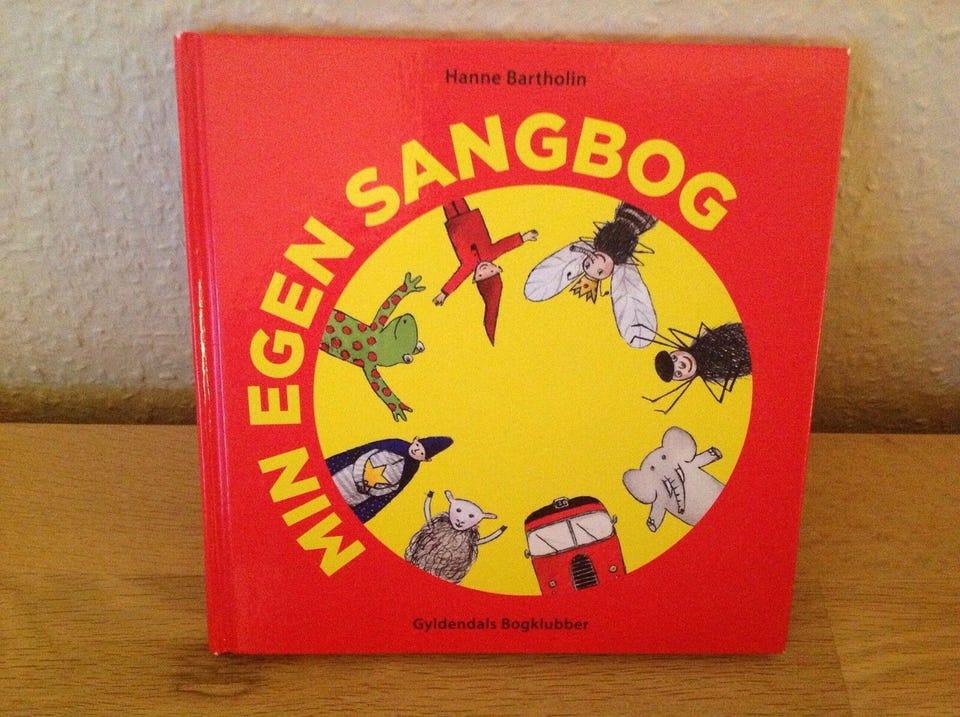 Hanne Bartholin
MIN EGEN SANGBOG
Gyldendals Bogklubber